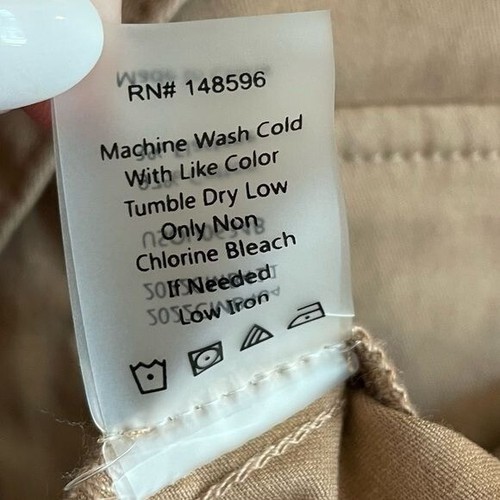 RN# 148596
Machine Wash Cold
With Like Color
Tumble Dry Low
Only Non
Chlorine Bleach
If Needed
Low Iron